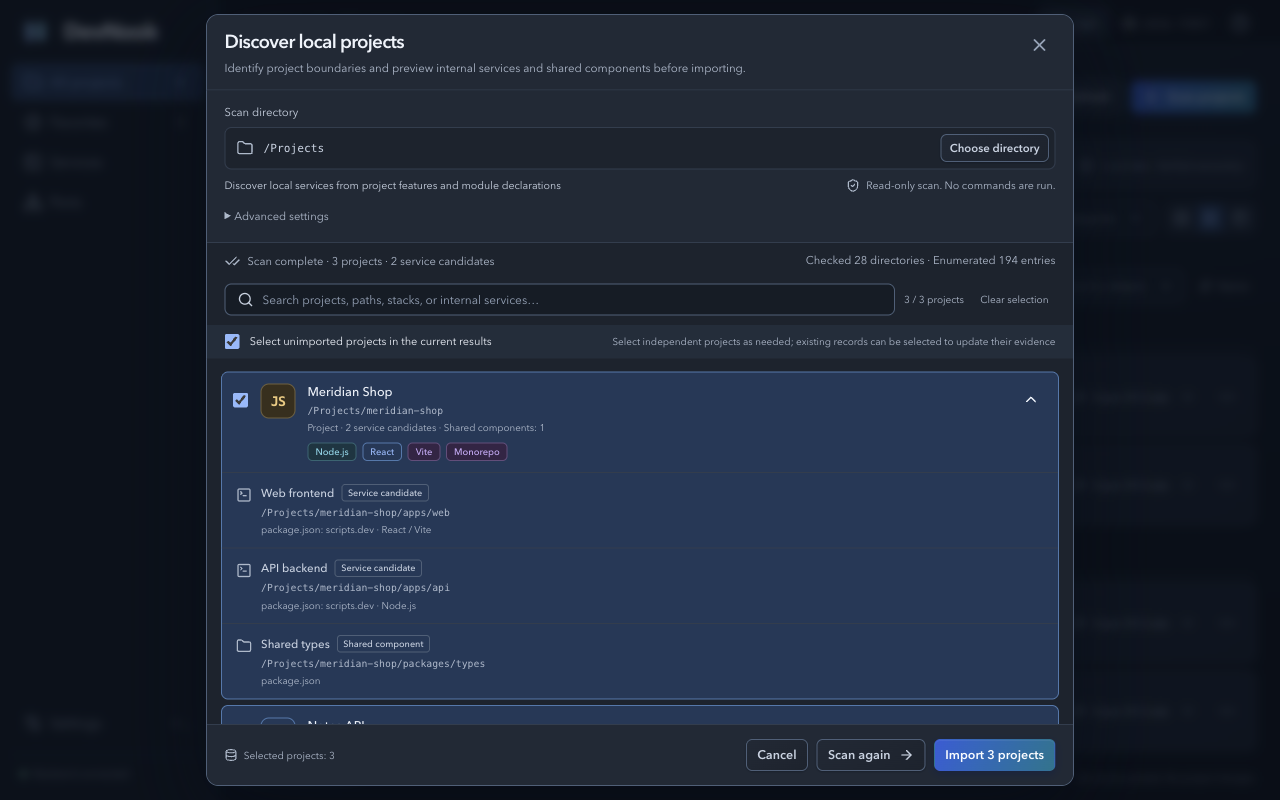 Discover local projects
Identify project boundaries and preview internal services and shared components before importing.
Scan directory
/Projects
Choose directory
Discover local services from project features and module declarations
Read-only scan. No commands are run.
Advanced settings
Scan complete · 3 projects · 2 service candidates
Checked 28 directories · Enumerated 194 entries
Search projects, paths, stacks, or internal services…
3 / 3 projects
Clear selection
Select unimported projects in the current results
Select independent projects as needed; existing records can be selected to update their evidence
JS
Meridian Shop
/Projects/meridian-shop
Project · 2 service candidates · Shared components: 1
Node.js
React
Vite
Monorepo
Web frontend
Service candidate
/Projects/meridian-shop/apps/web
package.json: scripts.dev · React / Vite
API backend
Service candidate
/Projects/meridian-shop/apps/api
package.json: scripts.dev · Node.js
Shared types
Shared component
/Projects/meridian-shop/packages/types
package.json
Selected projects: 3
Cancel
Scan again
Import 3 projects